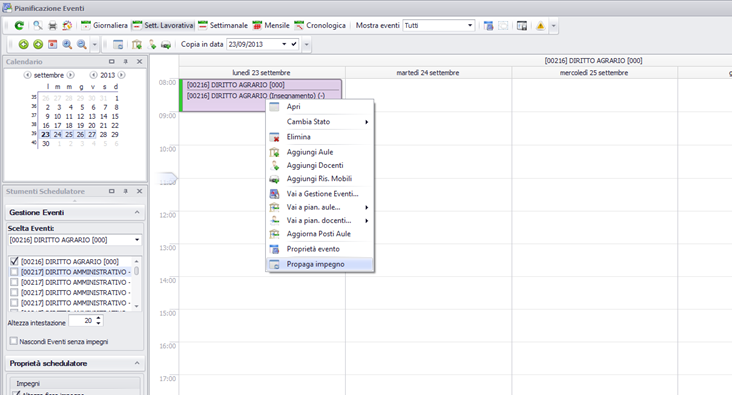 Pianificazione Eventi
Giornaliera Sett. Lavorativa Settimanale Mensile Cronologica Mostra eventi Tutti
Copia in data 23/09/2013
Calendario
settembre 2013
l m m g v s d
35 1
36 2 3 4 5 6 7 8
37 9 10 11 12 13 14 15
38 16 17 18 19 20 21 22
39 23 24 25 26 27 28 29
40 30 1 2 3 4 5 6
Strumenti Schedulatore
Gestione Eventi
Scelta Eventi:
[00216] DIRITTO AGRARIO [000]
[00216] DIRITTO AGRARIO [000]
[00217] DIRITTO AMMINISTRATIVO -
[00217] DIRITTO AMMINISTRATIVO -
[00217] DIRITTO AMMINISTRATIVO -
[00217] DIRITTO AMMINISTRATIVO -
Altezza intestazione 20
Nascondi Eventi senza impegni
Proprietà schedulatore
Impegni
[00216] DIRITTO AGRARIO [000]
lunedì 23 settembre
martedì 24 settembre
mercoledì 25 settembre
g
08:00
09:00
10:00
11:00
12:00
13:00
14:00
15:00
16:00
17:00
[00216] DIRITTO AGRARIO [000]
[00216] DIRITTO AGRARIO (Insegnamento) (-)
Apri
Cambia Stato
Elimina
Aggiungi Aule
Aggiungi Docenti
Aggiungi Ris. Mobili
Vai a Gestione Eventi...
Vai a pian. aule...
Vai a pian. docenti...
Aggiorna Posti Aule
Proprietà evento
Propaga impegno